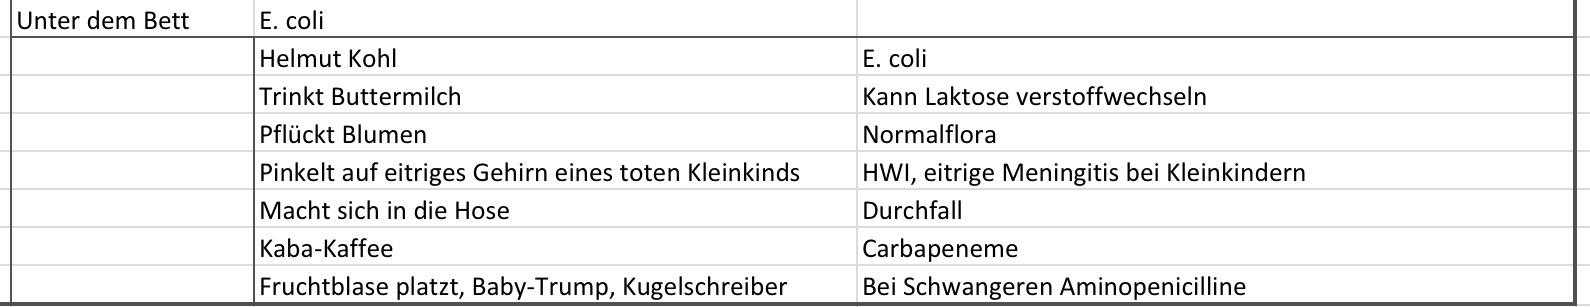 Unter dem Bett E. coli
Helmut Kohl E. coli
Trinkt Buttermilch Kann Laktose verstoffwechseln
Pflückt Blumen Normalflora
Pinkelt auf eitriges Gehirn eines toten Kleinkinds HWI, eitrige Meningitis bei Kleinkindern
Macht sich in die Hose Durchfall
Kaba-Kaffee Carbapeneme
Fruchtblase platzt, Baby-Trump, Kugelschreiber Bei Schwangeren Aminopenicilline